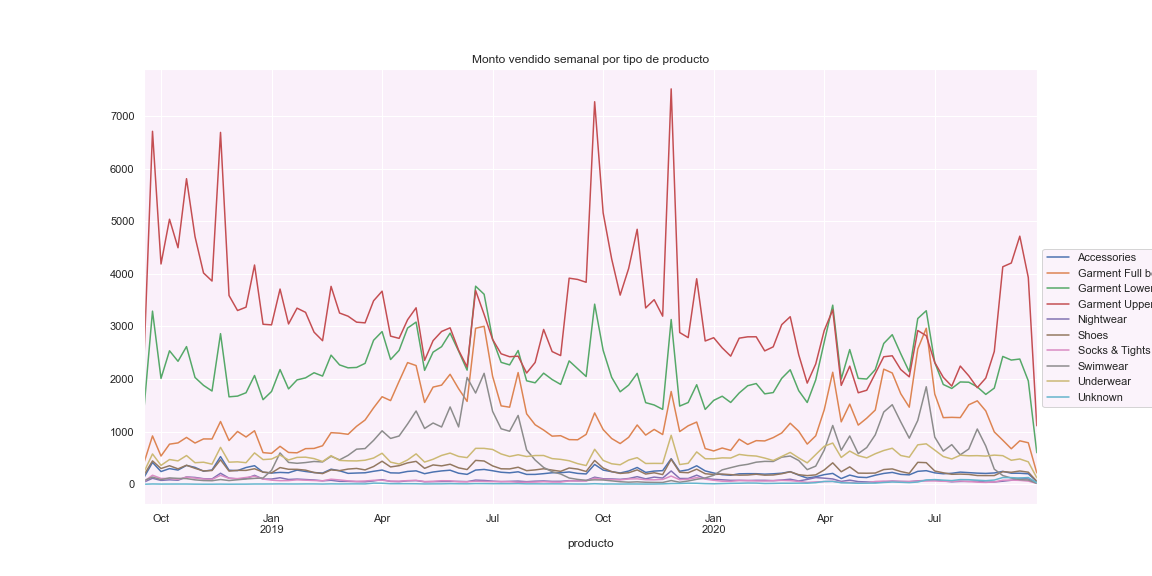 Monto vendido semanal por tipo de producto
7000
6000
5000
4000
3000
2000
1000
0
Oct
Jan
2019
Apr
Jul
Oct
Jan
2020
Apr
Jul
producto
Accessories
Garment Full b
Garment Lower
Garment Upper
Nightwear
Shoes
Socks & Tights
Swimwear
Underwear
Unknown